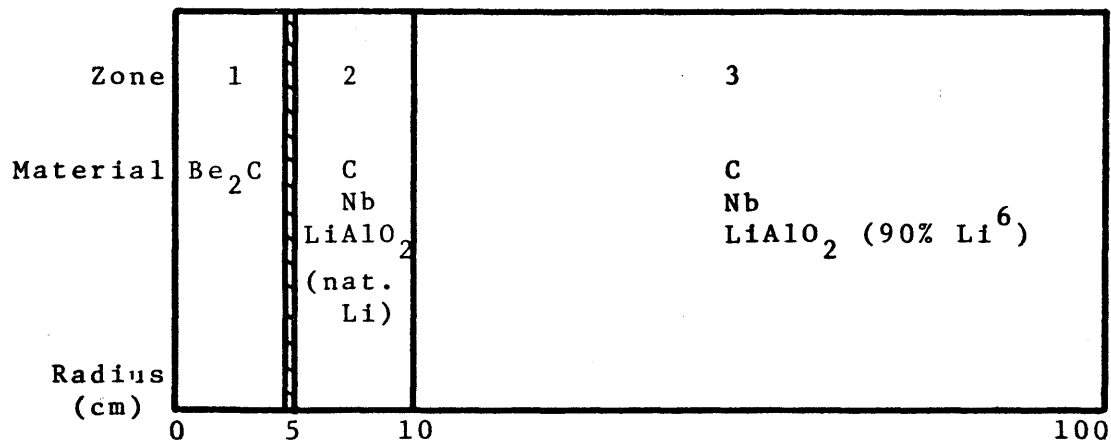 Zone 1 2 3
Material Be₂C C C
Nb Nb
LiAlO₂ LiAlO₂ (90% Li⁶)
(nat.
Li)
Radius
(cm)
0 5 10 100